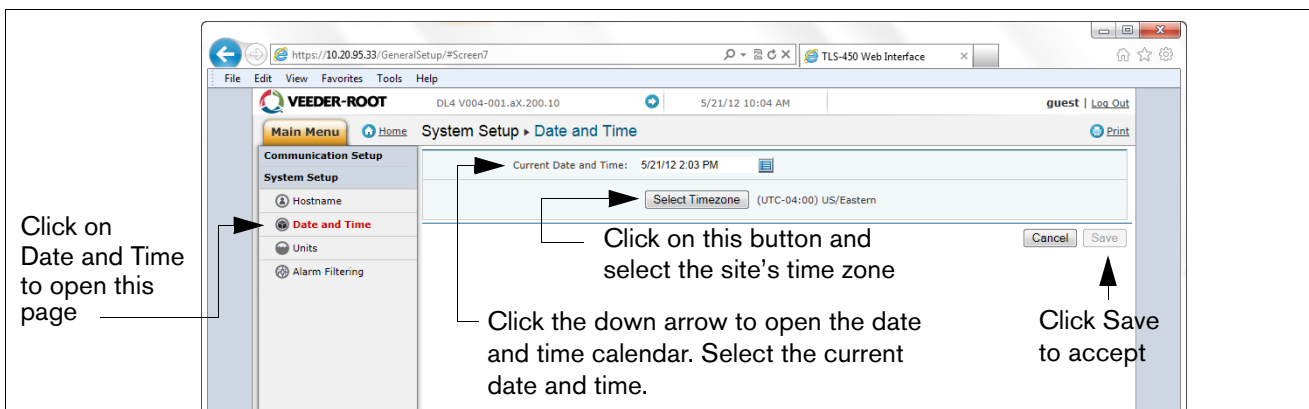 https://10.20.95.33/GeneralSetup/#Screen7
TLS-450 Web Interface
File Edit View Favorites Tools Help
VEEDER-ROOT
DL4 V004-001.aX.200.10
5/21/12 10:04 AM
guest | Log Out
Main Menu
Home
System Setup ▸ Date and Time
Print
Communication Setup
System Setup
Hostname
Date and Time
Units
Alarm Filtering
Current Date and Time: 5/21/12 2:03 PM
Select Timezone (UTC-04:00) US/Eastern
Cancel Save
Click on
Date and Time
to open this
page
Click on this button and
select the site's time zone
Click the down arrow to open the date
and time calendar. Select the current
date and time.
Click Save
to accept